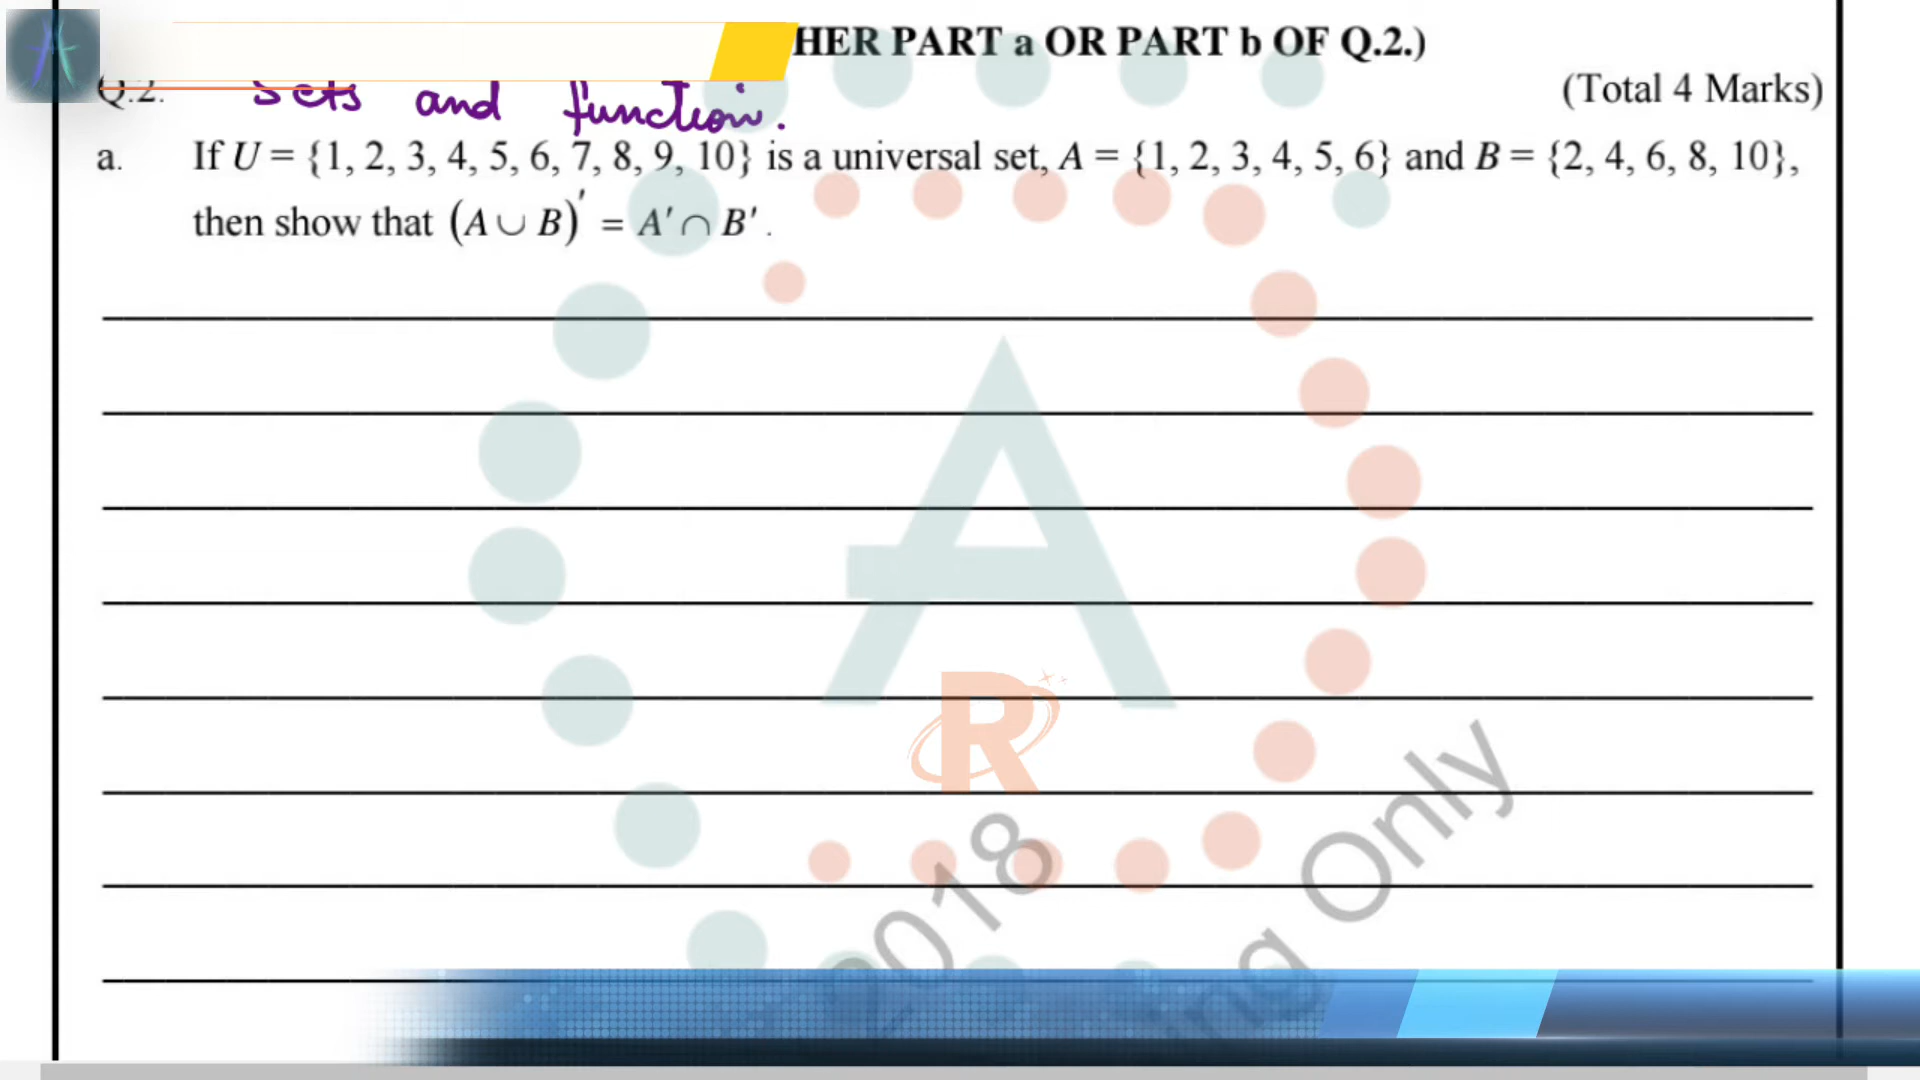 HER PART a OR PART b OF Q.2.)
Q.2. Sets and function. (Total 4 Marks)
a. If U = {1, 2, 3, 4, 5, 6, 7, 8, 9, 10} is a universal set, A = {1, 2, 3, 4, 5, 6} and B = {2, 4, 6, 8, 10},
then show that (A ∪ B)′ = A′ ∩ B′ .
A
R
2018
ing Only